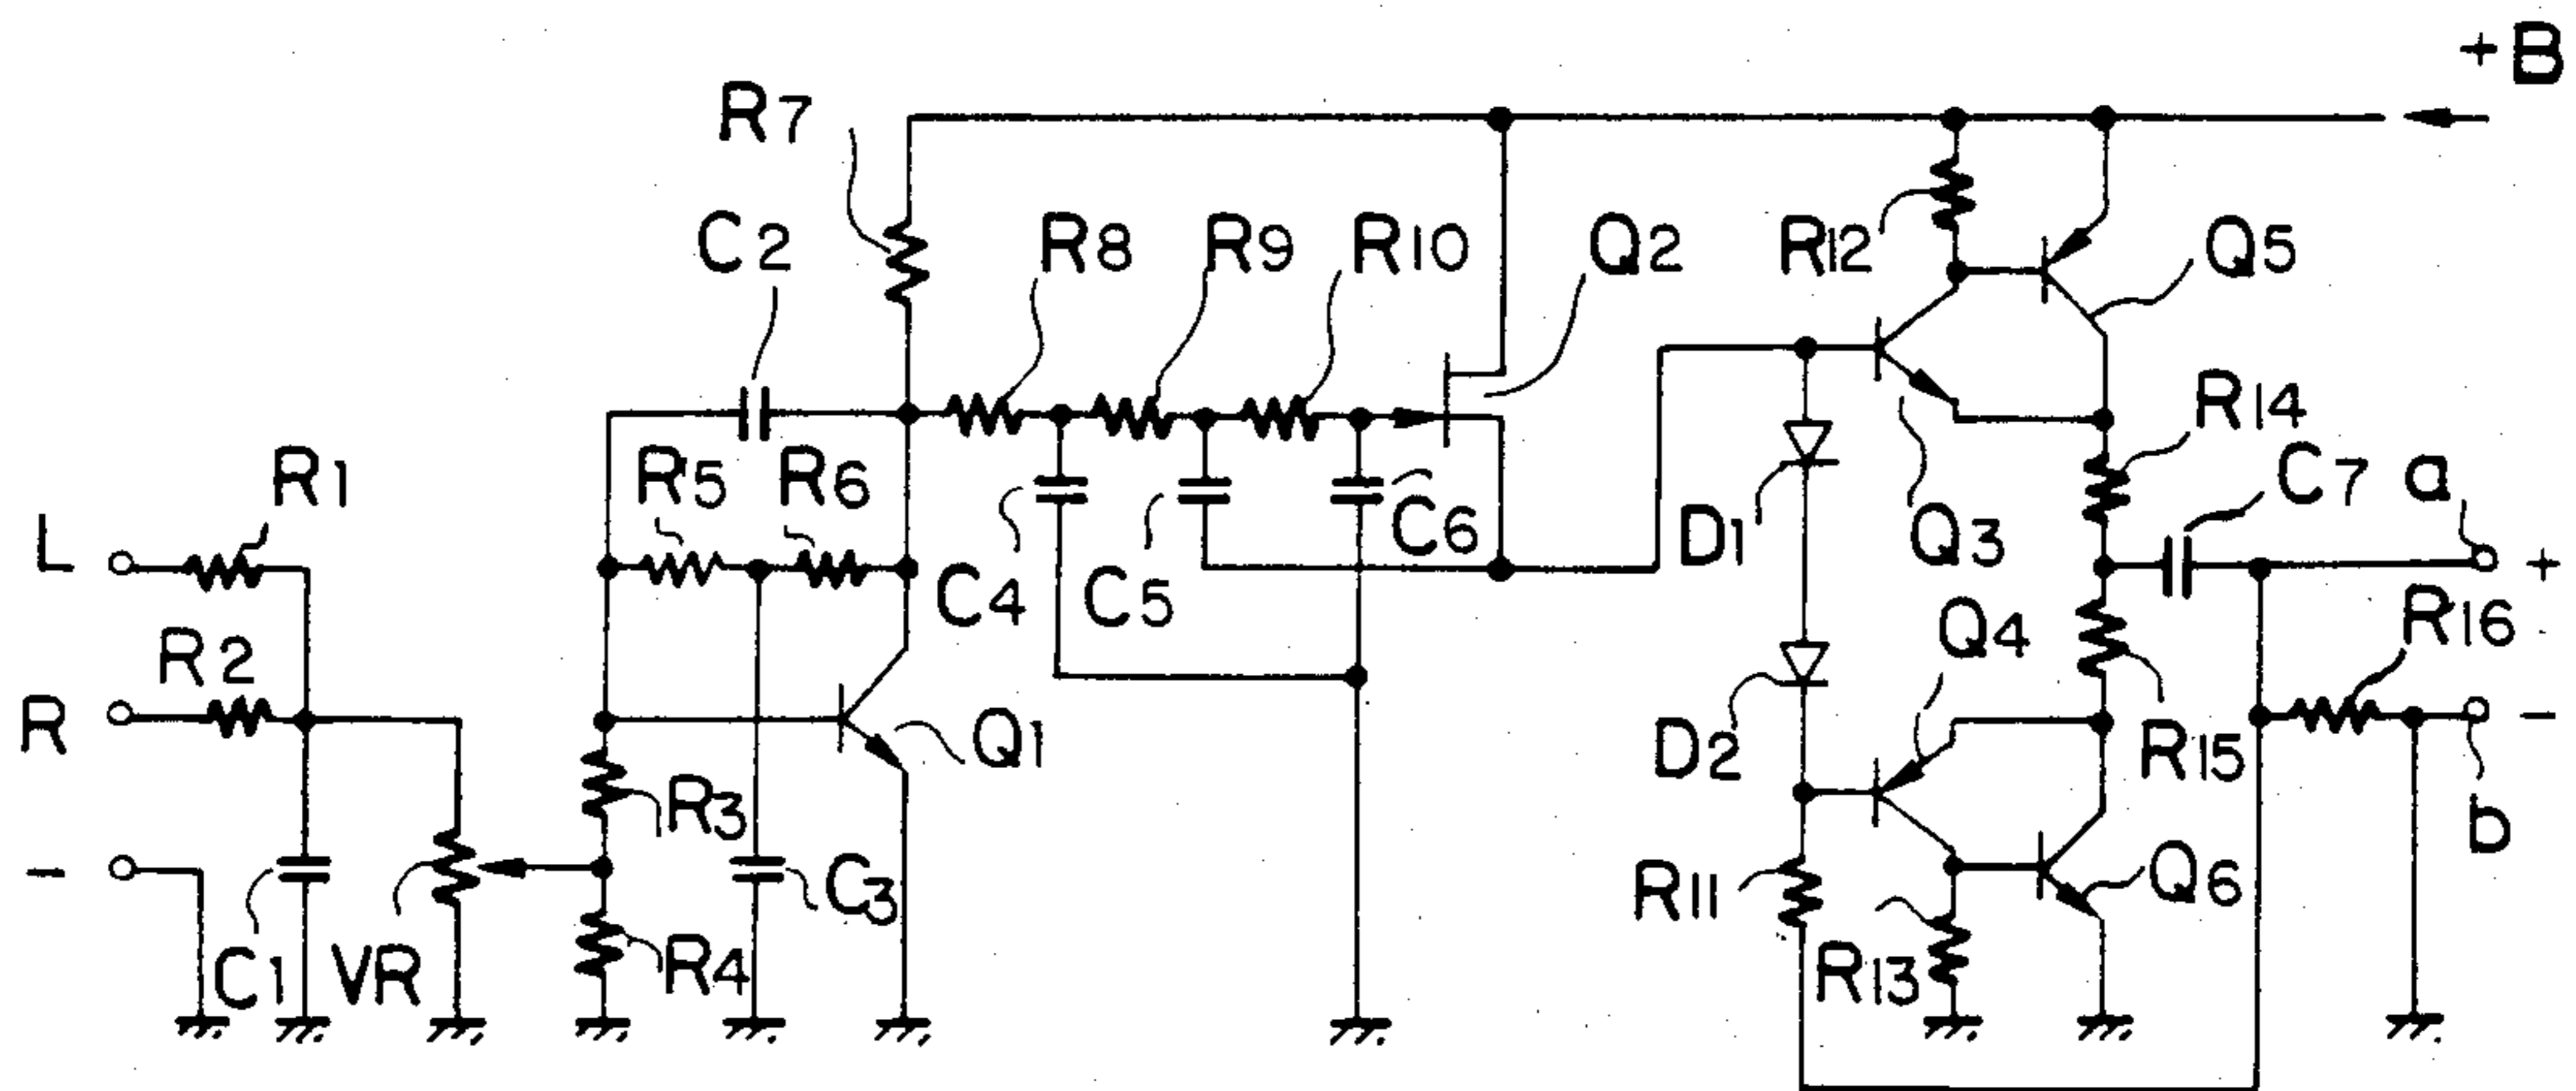 +B
R7
C2
R8
R9
R10
Q2
R12
Q5
R1
R5
R6
R14
C7
a
L
C4
C5
C6
D1
Q3
+
R2
Q4
R16
R
Q1
D2
R15
-
R3
b
-
C1
VR
R4
C3
R11
R13
Q6